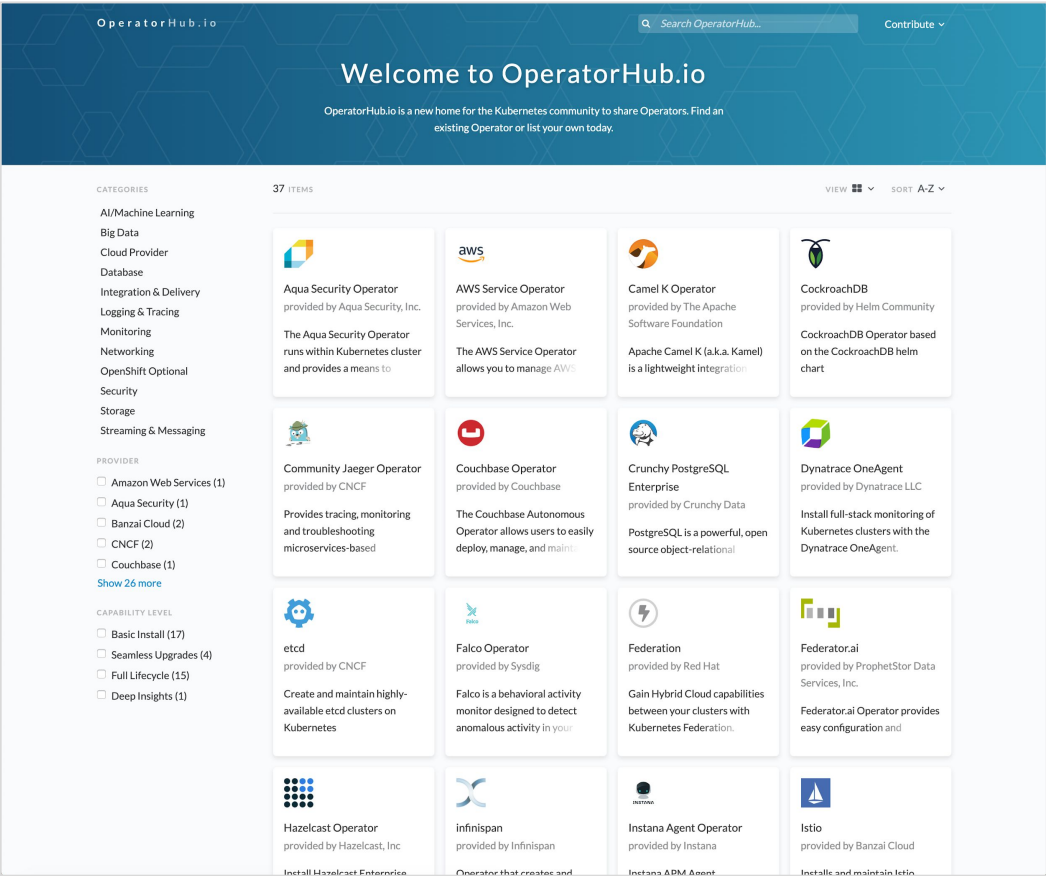 OperatorHub.io
Search OperatorHub...
Contribute
Welcome to OperatorHub.io
OperatorHub.io is a new home for the Kubernetes community to share Operators. Find an
existing Operator or list your own today.
CATEGORIES
AI/Machine Learning
Big Data
Cloud Provider
Database
Integration & Delivery
Logging & Tracing
Monitoring
Networking
OpenShift Optional
Security
Storage
Streaming & Messaging
PROVIDER
Amazon Web Services (1)
Aqua Security (1)
Banzai Cloud (2)
CNCF (2)
Couchbase (1)
Show 26 more
CAPABILITY LEVEL
Basic Install (17)
Seamless Upgrades (4)
Full Lifecycle (15)
Deep Insights (1)
37 ITEMS
VIEW
SORT A-Z
Aqua Security Operator
provided by Aqua Security, Inc.
The Aqua Security Operator
runs within Kubernetes cluster
and provides a means to
aws
AWS Service Operator
provided by Amazon Web
Services, Inc.
The AWS Service Operator
allows you to manage AWS
Camel K Operator
provided by The Apache
Software Foundation
Apache Camel K (a.k.a. Kamel)
is a lightweight integration
CockroachDB
provided by Helm Community
CockroachDB Operator based
on the CockroachDB helm
chart
Community Jaeger Operator
provided by CNCF
Provides tracing, monitoring
and troubleshooting
microservices-based
Couchbase Operator
provided by Couchbase
The Couchbase Autonomous
Operator allows users to easily
deploy, manage, and
Crunchy PostgreSQL
Enterprise
provided by Crunchy Data
PostgreSQL is a powerful, open
source object-relational
Dynatrace OneAgent
provided by Dynatrace LLC
Install full-stack monitoring of
Kubernetes clusters with the
Dynatrace OneAgent.
etcd
provided by CNCF
Create and maintain highly-
available etcd clusters on
Kubernetes
Falco
Falco Operator
provided by Sysdig
Falco is a behavioral activity
monitor designed to detect
anomalous activity in your
Federation
provided by Red Hat
Gain Hybrid Cloud capabilities
between your clusters with
Kubernetes Federation.
Federator.ai
provided by ProphetStor Data
Services, Inc.
Federator.ai Operator provides
easy configuration and
Hazelcast Operator
provided by Hazelcast, Inc
Install Hazelcast Enterprise
infinispan
provided by Infinispan
Operator that creates and
INSTANA
Instana Agent Operator
provided by Instana
Instana APM Agent
Istio
provided by Banzai Cloud
Installs and maintain Istio